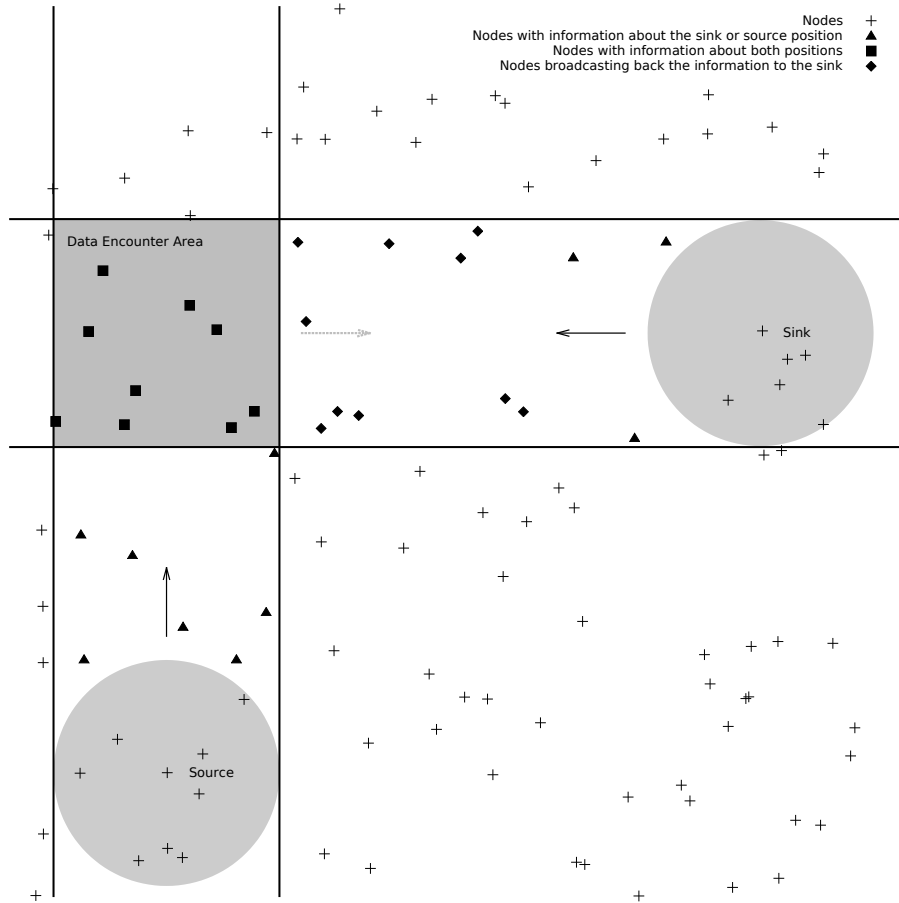 Nodes
Nodes with information about the sink or source position
Nodes with information about both positions
Nodes broadcasting back the information to the sink
Data Encounter Area
Sink
Source